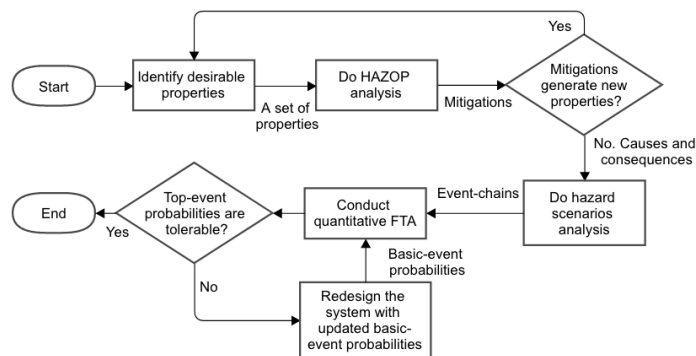 Yes
Start
Identify desirable
properties
A set of
properties
Do HAZOP
analysis
Mitigations
Mitigations
generate new
properties?
No. Causes and
consequences
Do hazard
scenarios
analysis
Event-chains
Conduct
quantitative FTA
Top-event
probabilities are
tolerable?
Yes
End
No
Redesign the
system with
updated basic-
event probabilities
Basic-event
probabilities